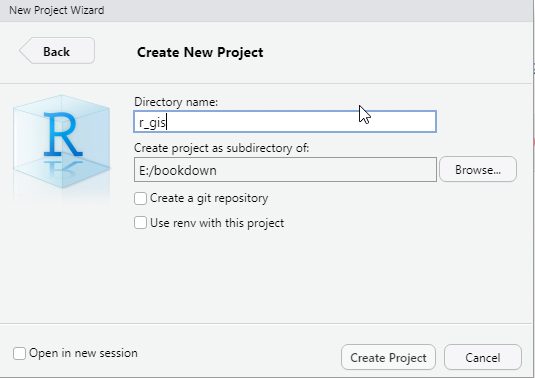 New Project Wizard
Back
Create New Project
R
Directory name:
r_gis
Create project as subdirectory of:
E:/bookdown
Browse...
Create a git repository
Use renv with this project
Open in new session
Create Project
Cancel